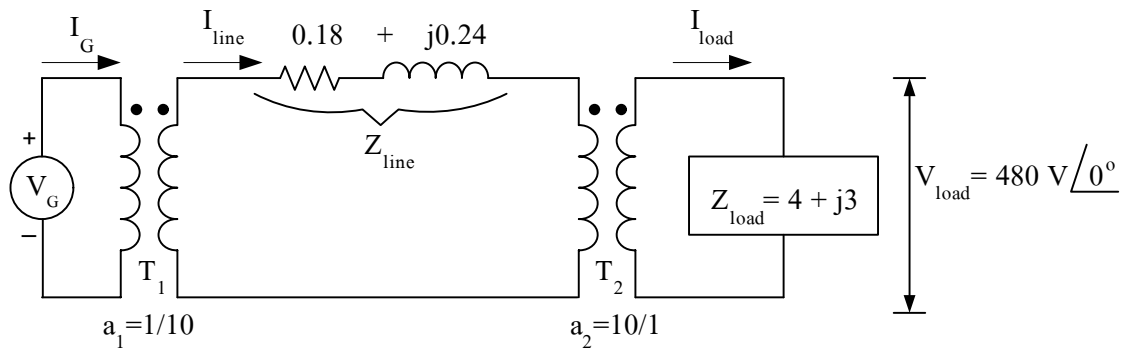 I_G
I_line
0.18 + j0.24
I_load
Z_line
+
V_G
−
Z_load = 4 + j3
V_load = 480 V∠0°
T_1
T_2
a_1=1/10
a_2=10/1